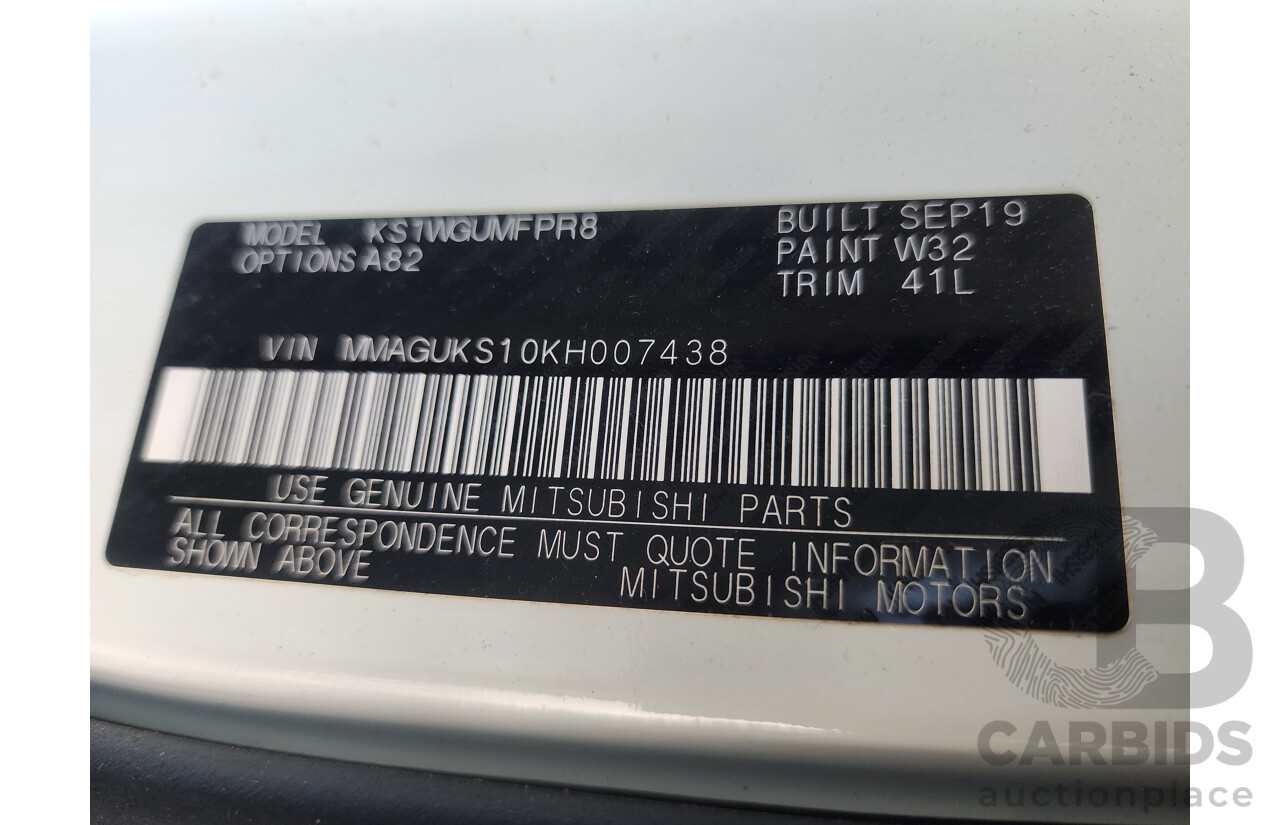 MODEL KS1WGUMFPR8
OPTIONS A82
BUILT SEP19
PAINT W32
TRIM 41L
VIN MMAGUKS10KH007438
USE GENUINE MITSUBISHI PARTS
ALL CORRESPONDENCE MUST QUOTE INFORMATION
SHOWN ABOVE MITSUBISHI MOTORS
CB
CARBIDS
auctionplace